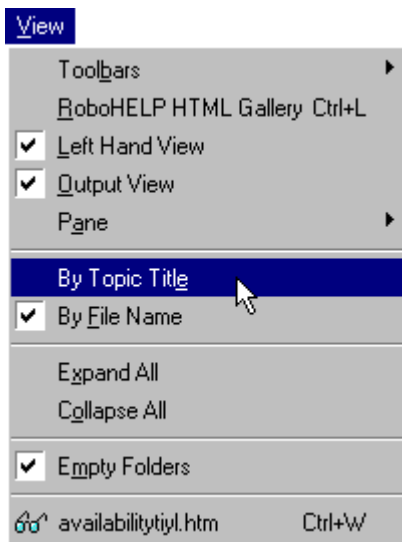 View
Toolbars
RoboHELP HTML Gallery Ctrl+L
Left Hand View
Output View
Pane
By Topic Title
By File Name
Expand All
Collapse All
Empty Folders
availabilitytiyl.htm Ctrl+W